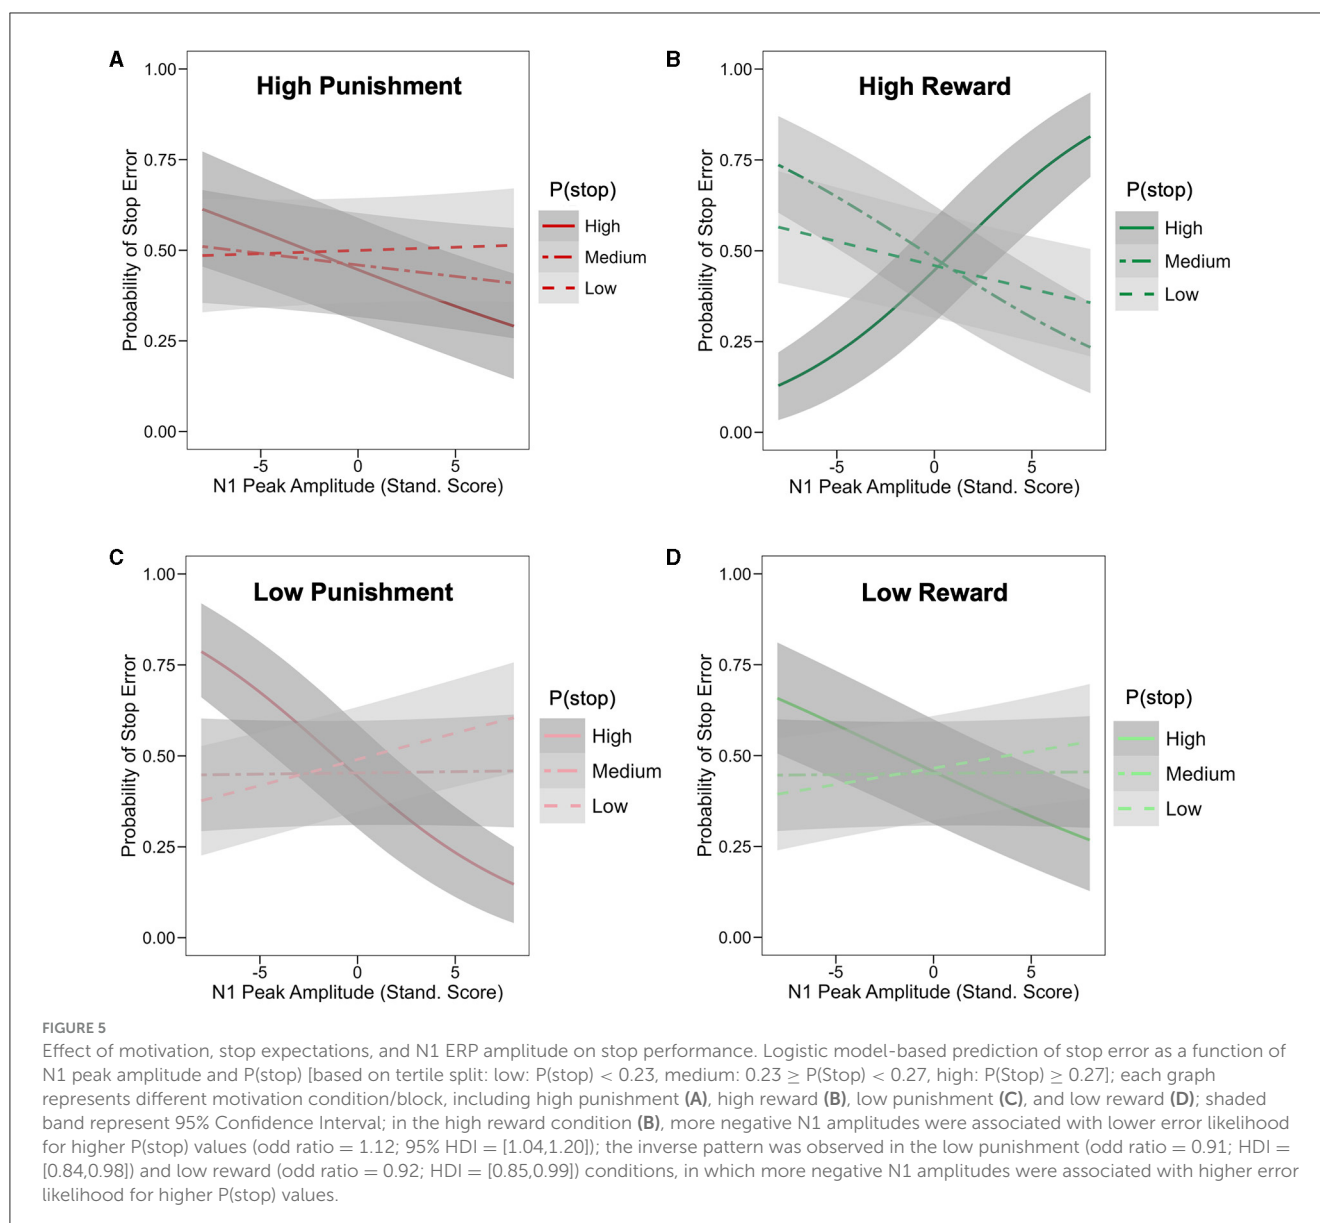 A
High Punishment
Probability of Stop Error
1.00
0.75
0.50
0.25
0.00
-5 0 5
N1 Peak Amplitude (Stand. Score)
P(stop)
High
Medium
Low
B
High Reward
Probability of Stop Error
1.00
0.75
0.50
0.25
0.00
-5 0 5
N1 Peak Amplitude (Stand. Score)
P(stop)
High
Medium
Low
C
Low Punishment
Probability of Stop Error
1.00
0.75
0.50
0.25
0.00
-5 0 5
N1 Peak Amplitude (Stand. Score)
P(stop)
High
Medium
Low
D
Low Reward
Probability of Stop Error
1.00
0.75
0.50
0.25
0.00
-5 0 5
N1 Peak Amplitude (Stand. Score)
P(stop)
High
Medium
Low
FIGURE 5
Effect of motivation, stop expectations, and N1 ERP amplitude on stop performance. Logistic model-based prediction of stop error as a function of
N1 peak amplitude and P(stop) [based on tertile split: low: P(stop) < 0.23, medium: 0.23 ≥ P(Stop) < 0.27, high: P(Stop) ≥ 0.27]; each graph
represents different motivation condition/block, including high punishment (A), high reward (B), low punishment (C), and low reward (D); shaded
band represent 95% Confidence Interval; in the high reward condition (B), more negative N1 amplitudes were associated with lower error likelihood
for higher P(stop) values (odd ratio = 1.12; 95% HDI = [1.04,1.20]); the inverse pattern was observed in the low punishment (odd ratio = 0.91; HDI =
[0.84,0.98]) and low reward (odd ratio = 0.92; HDI = [0.85,0.99]) conditions, in which more negative N1 amplitudes were associated with higher error
likelihood for higher P(stop) values.